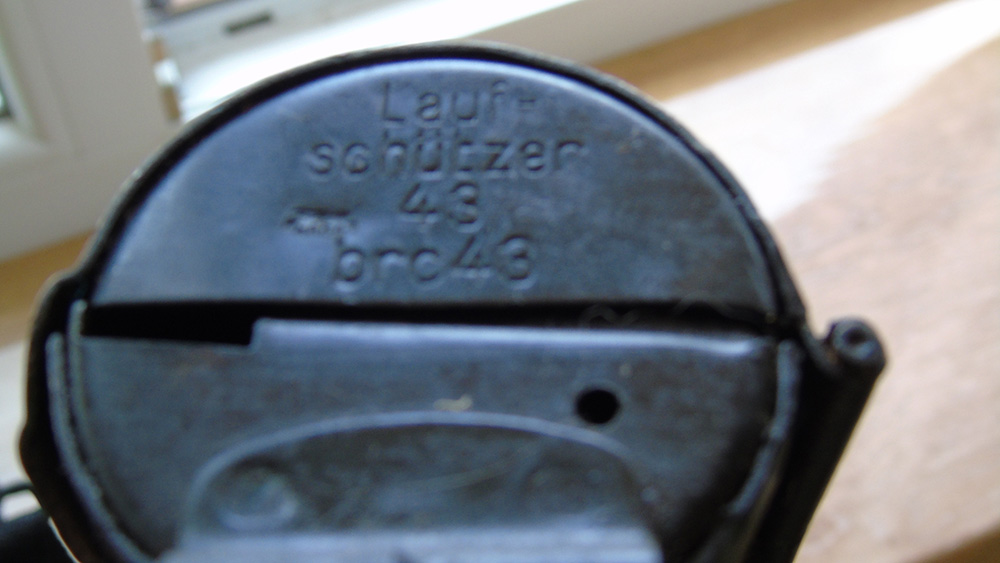 Lauf-
schützer
43
brc43